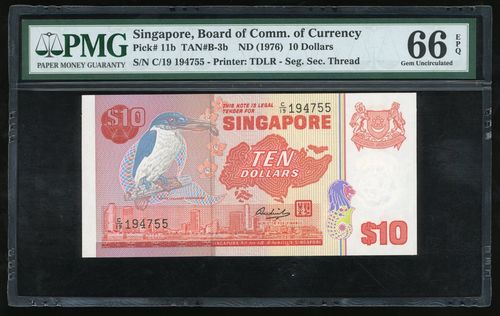 PMG
PAPER MONEY GUARANTY
Singapore, Board of Comm. of Currency
Pick# 11b TAN#B-3b ND (1976) 10 Dollars
S/N C/19 194755 - Printer: TDLR - Seg. Sec. Thread
66 EPQ
Gem Uncirculated
$10
THIS NOTE IS LEGAL
TENDER FOR
C/19 194755
SINGAPORE
TEN
DOLLARS
C/19 194755
$10